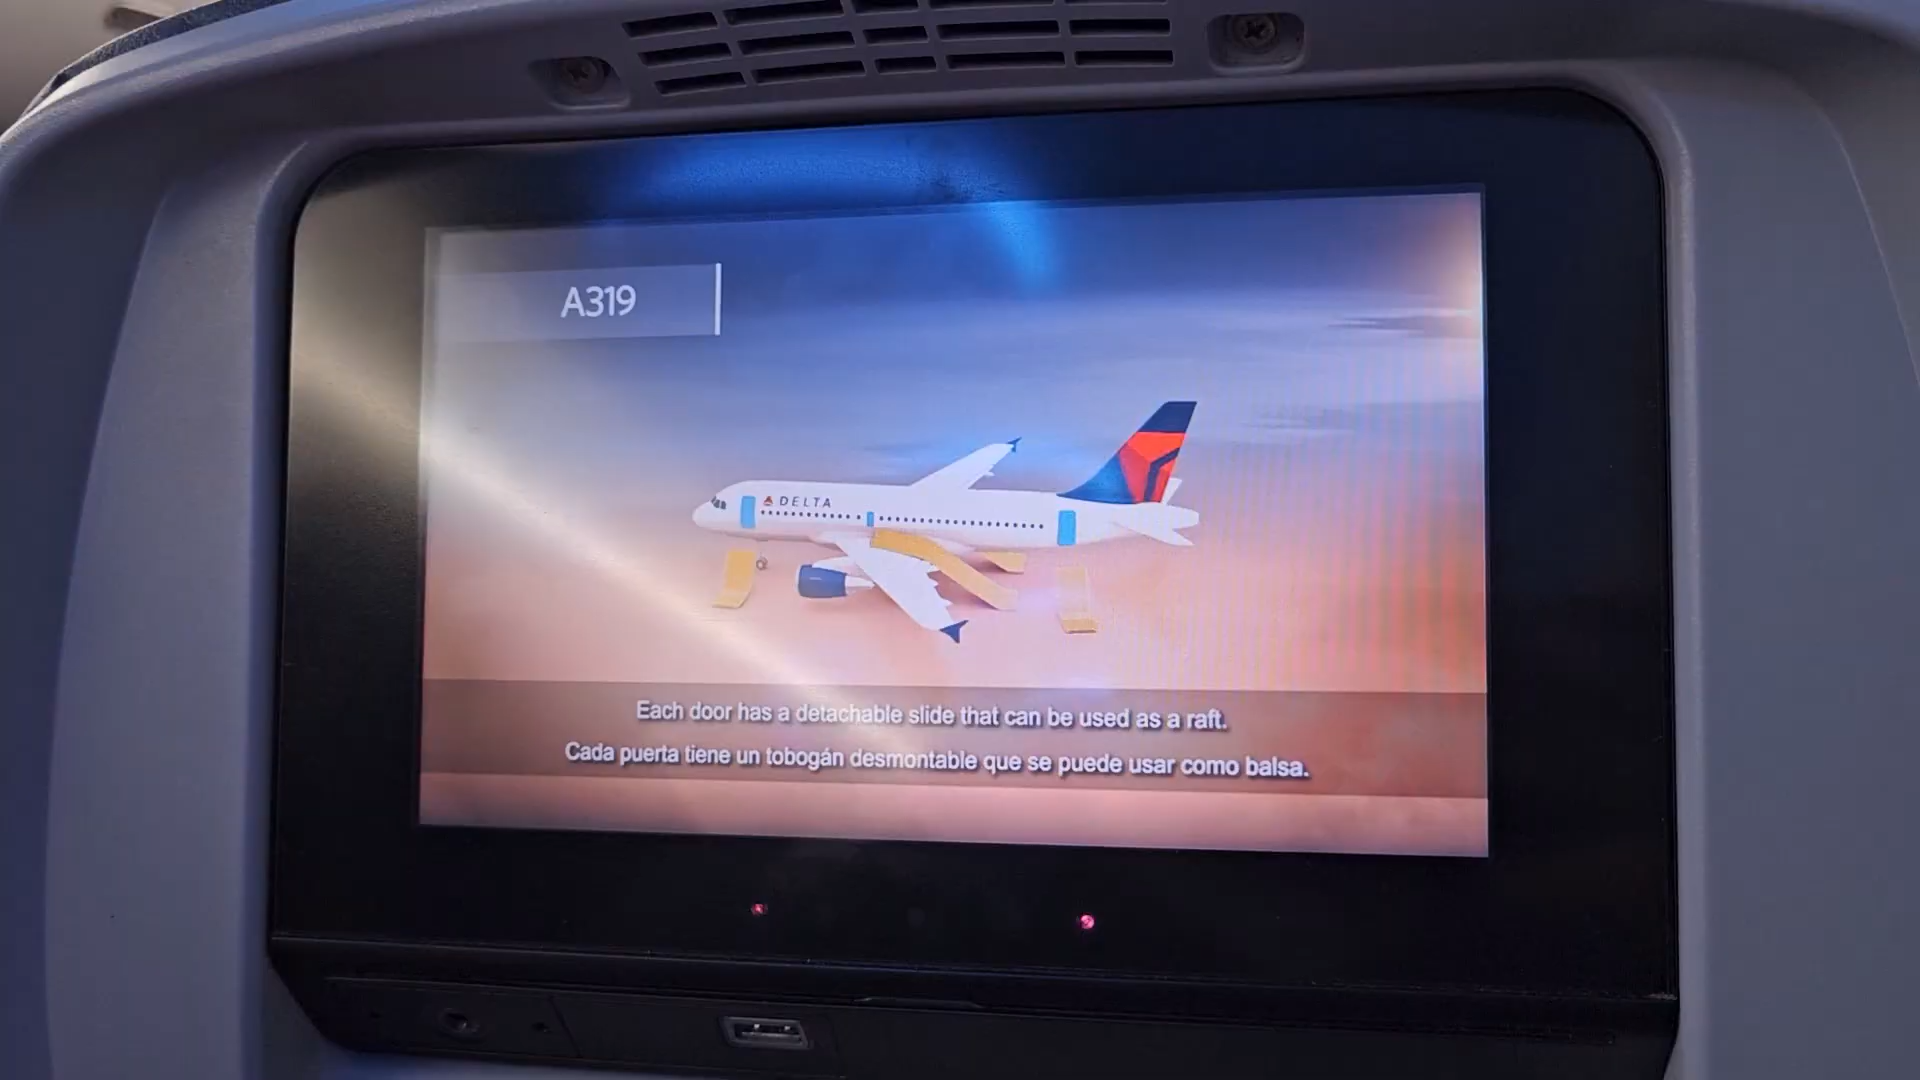 A319
DELTA
Each door has a detachable slide that can be used as a raft.
Cada puerta tiene un tobogán desmontable que se puede usar como balsa.